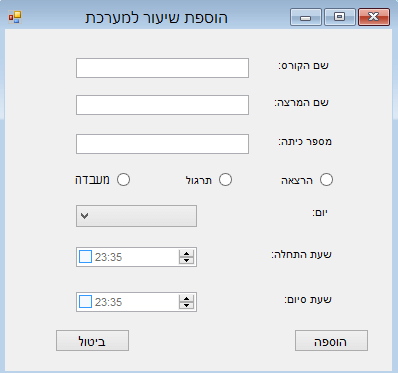 הוספת שיעור למערכת
שם הקורס:
שם המרצה:
מספר כיתה:
הרצאה תרגול מעבדה
יום:
שעת התחלה: 23:35
שעת סיום: 23:35
הוספה ביטול